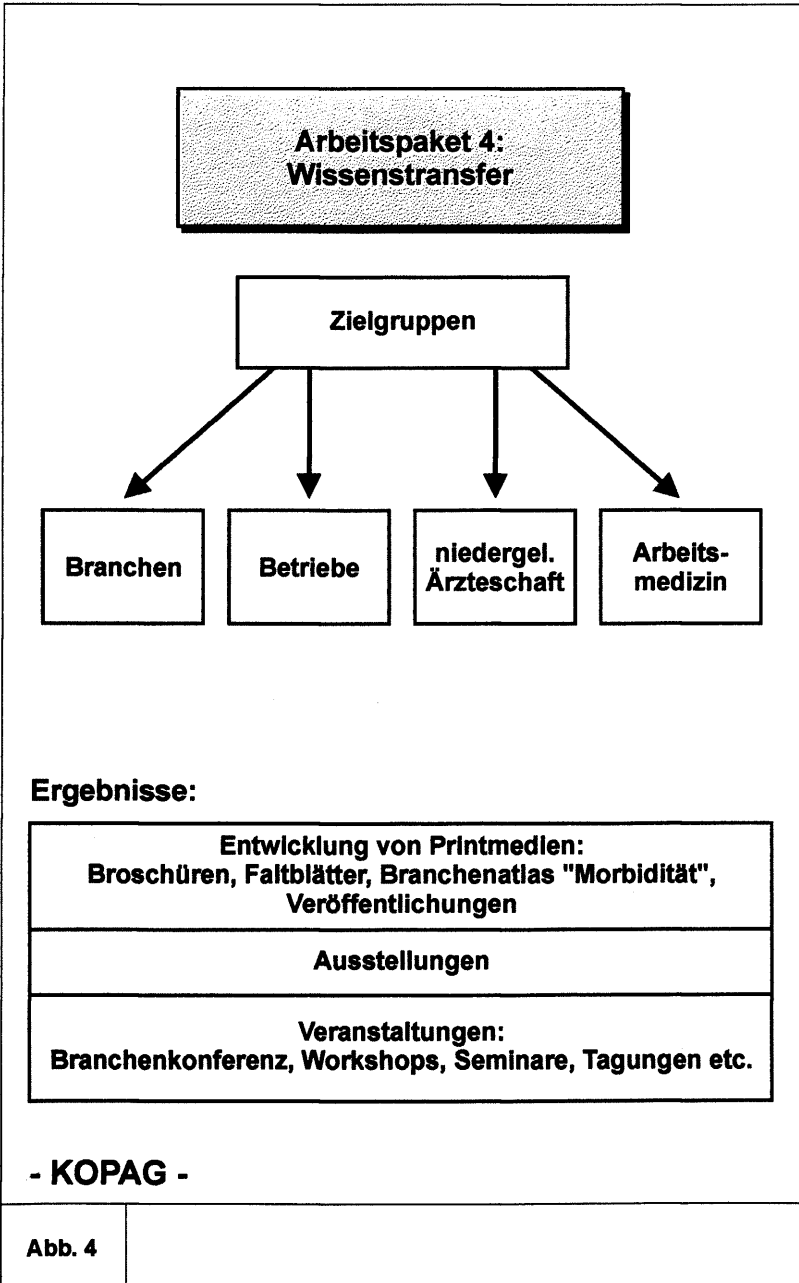 Arbeitspaket 4:
Wissenstransfer
Zielgruppen
Branchen
Betriebe
niedergel.
Ärzteschaft
Arbeits-
medizin
Ergebnisse:
Entwicklung von Printmedien:
Broschüren, Faltblätter, Branchenatlas "Morbidität",
Veröffentlichungen
Ausstellungen
Veranstaltungen:
Branchenkonferenz, Workshops, Seminare, Tagungen etc.
- KOPAG -
Abb. 4